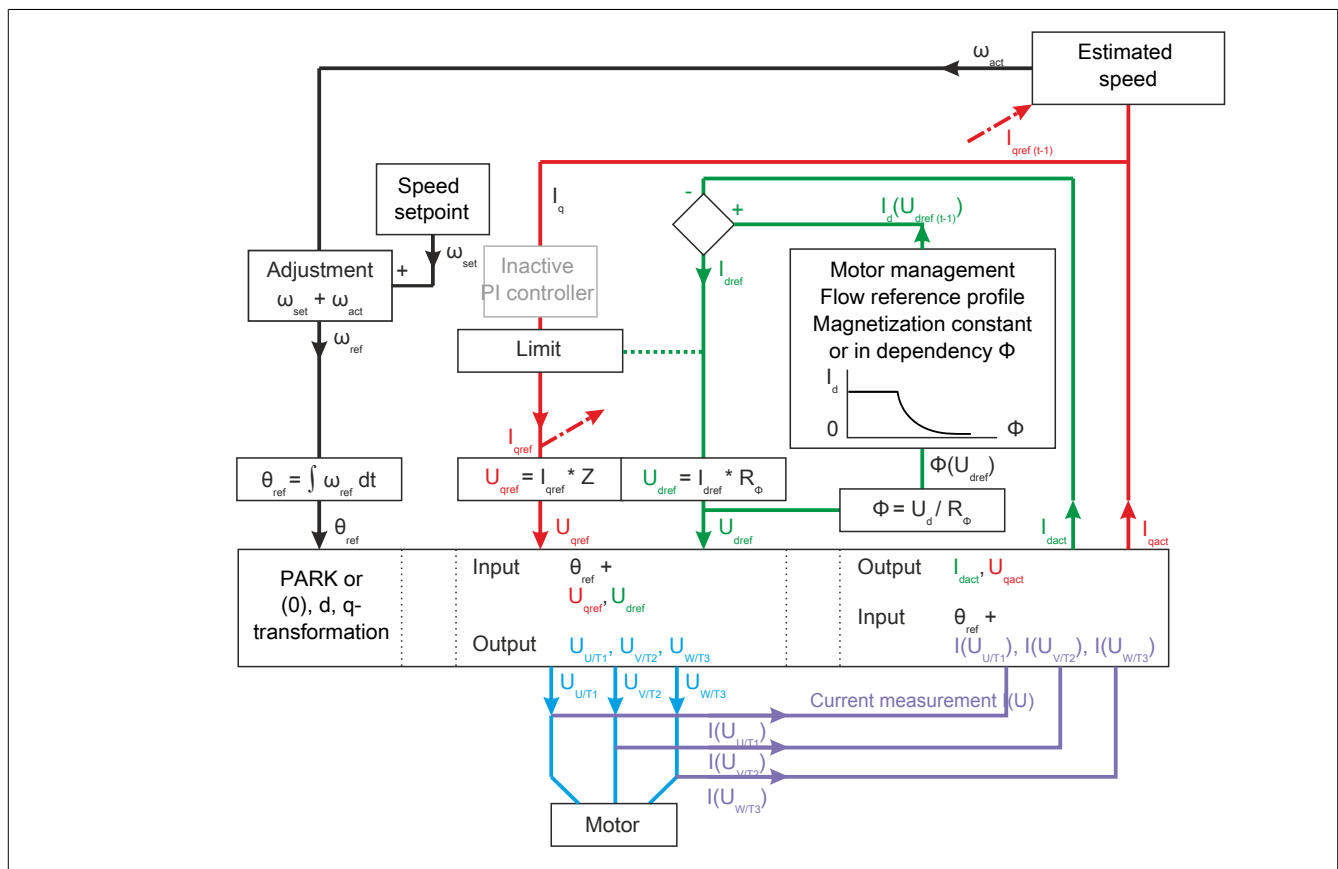 ω_act
Estimated
speed
I_qref (t-1)
Speed
setpoint
I_q
-
+
I_d(U_dref (t-1))
ω_set
Adjustment
ω_set + ω_act
+
Inactive
PI controller
I_dref
Motor management
Flow reference profile
Magnetization constant
or in dependency Φ
I_d
0
Φ
ω_ref
Limit
I_qref
Φ(U_dref)
θ_ref = ∫ ω_ref dt
U_qref = I_qref * Z
U_dref = I_dref * R_Φ
Φ = U_d / R_Φ
θ_ref
U_qref
U_dref
I_dact
I_qact
PARK or
(0), d, q-
transformation
Input θ_ref +
U_qref, U_dref
Output U_U/T1, U_V/T2, U_W/T3
Output I_dact, U_qact
Input θ_ref +
I(U_U/T1), I(U_V/T2), I(U_W/T3)
U_U/T1 U_V/T2 U_W/T3
Current measurement I(U)
I(U_U/T1)
I(U_V/T2)
I(U_W/T3)
Motor